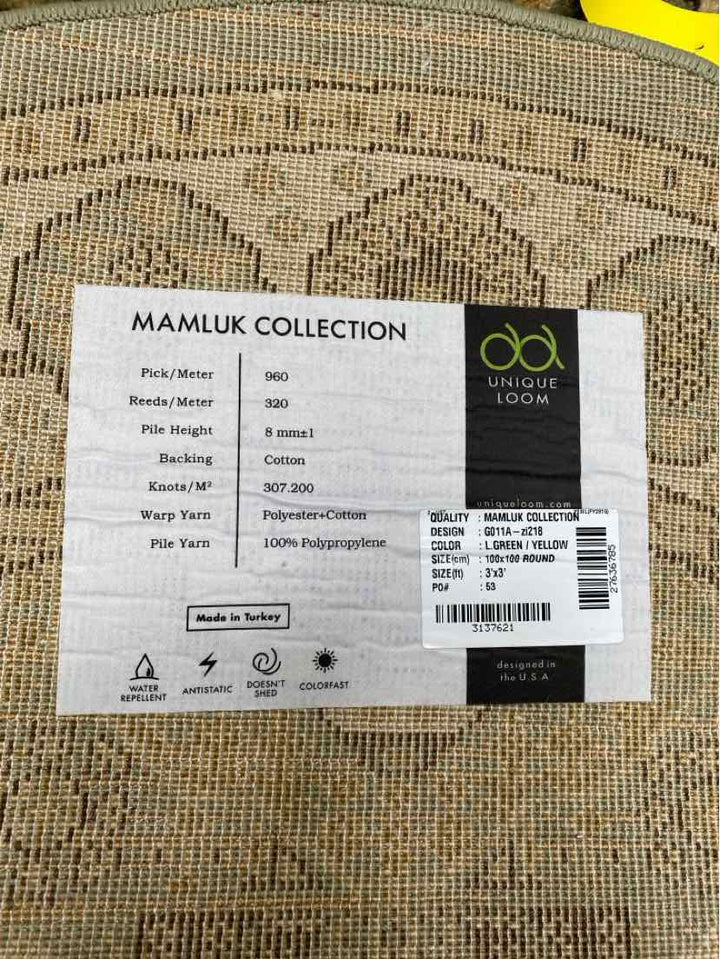 MAMLUK COLLECTION
Pick/Meter 960
Reeds/Meter 320
Pile Height 8 mm±1
Backing Cotton
Knots/M² 307.200
Warp Yarn Polyester+Cotton
Pile Yarn 100% Polypropylene
Made in Turkey
WATER REPELLENT
ANTISTATIC
DOESN'T SHED
COLORFAST
UNIQUE
LOOM
uniqueloom.com
QUALITY : MAMLUK COLLECTION
DESIGN : G011A-zi218
COLOR : L.GREEN / YELLOW
SIZE(cm) : 100x100 ROUND
SIZE(ft) : 3'x3'
PO# : 53
3137621
27636785
designed in
the U.S.A